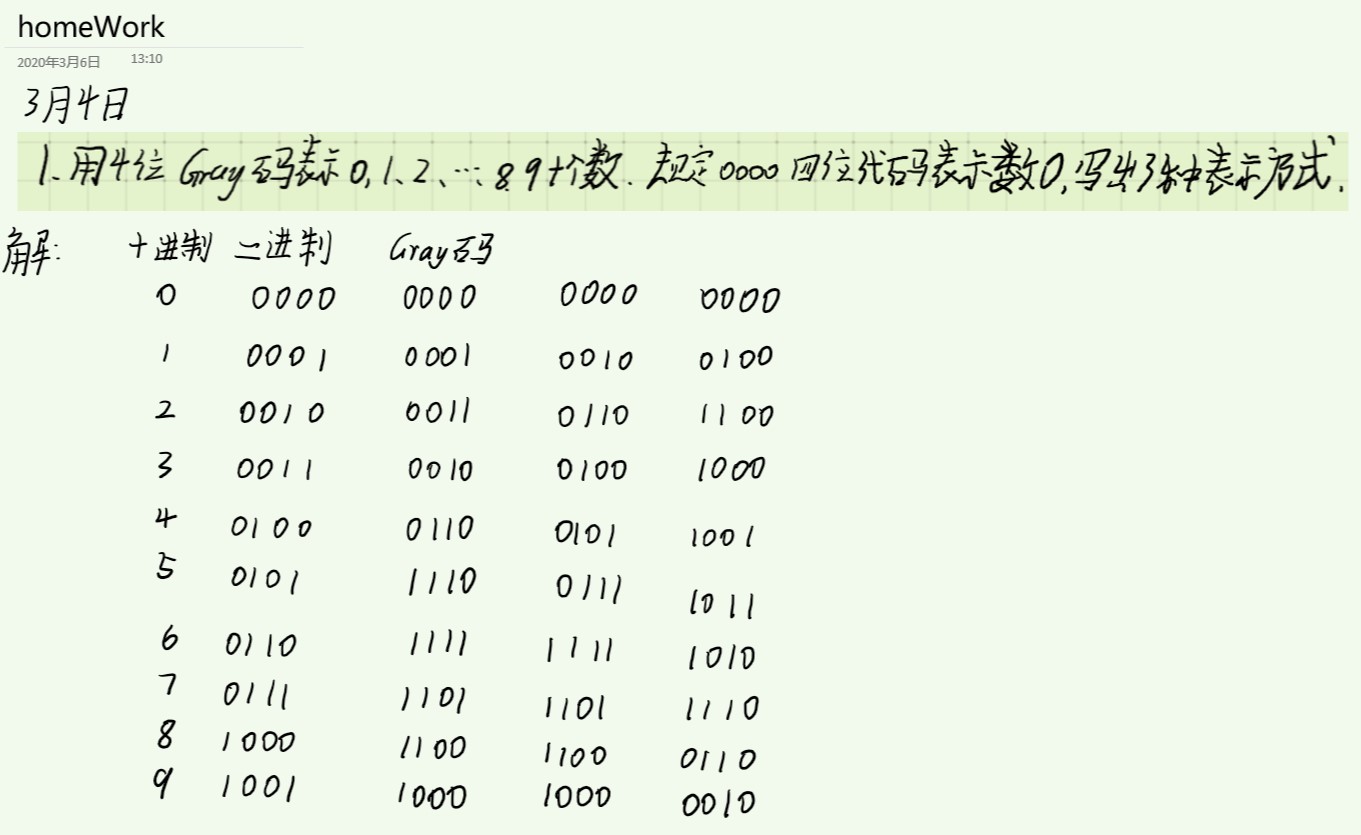 homeWork
2020年3月6日 13:10
3月4日
1、用4位Gray码表示0,1、2、…8 9十个数.规定0000四位代码表示数0,写出3种表示方式.
解: 十进制 二进制 Gray码
0 0000 0000 0000 0000
1 0001 0001 0010 0100
2 0010 0011 0110 1100
3 0011 0010 0100 1000
4 0100 0110 0101 1001
5 0101 1110 0111 1011
6 0110 1111 1111 1010
7 0111 1101 1101 1110
8 1000 1100 1100 0110
9 1001 1000 1000 0010